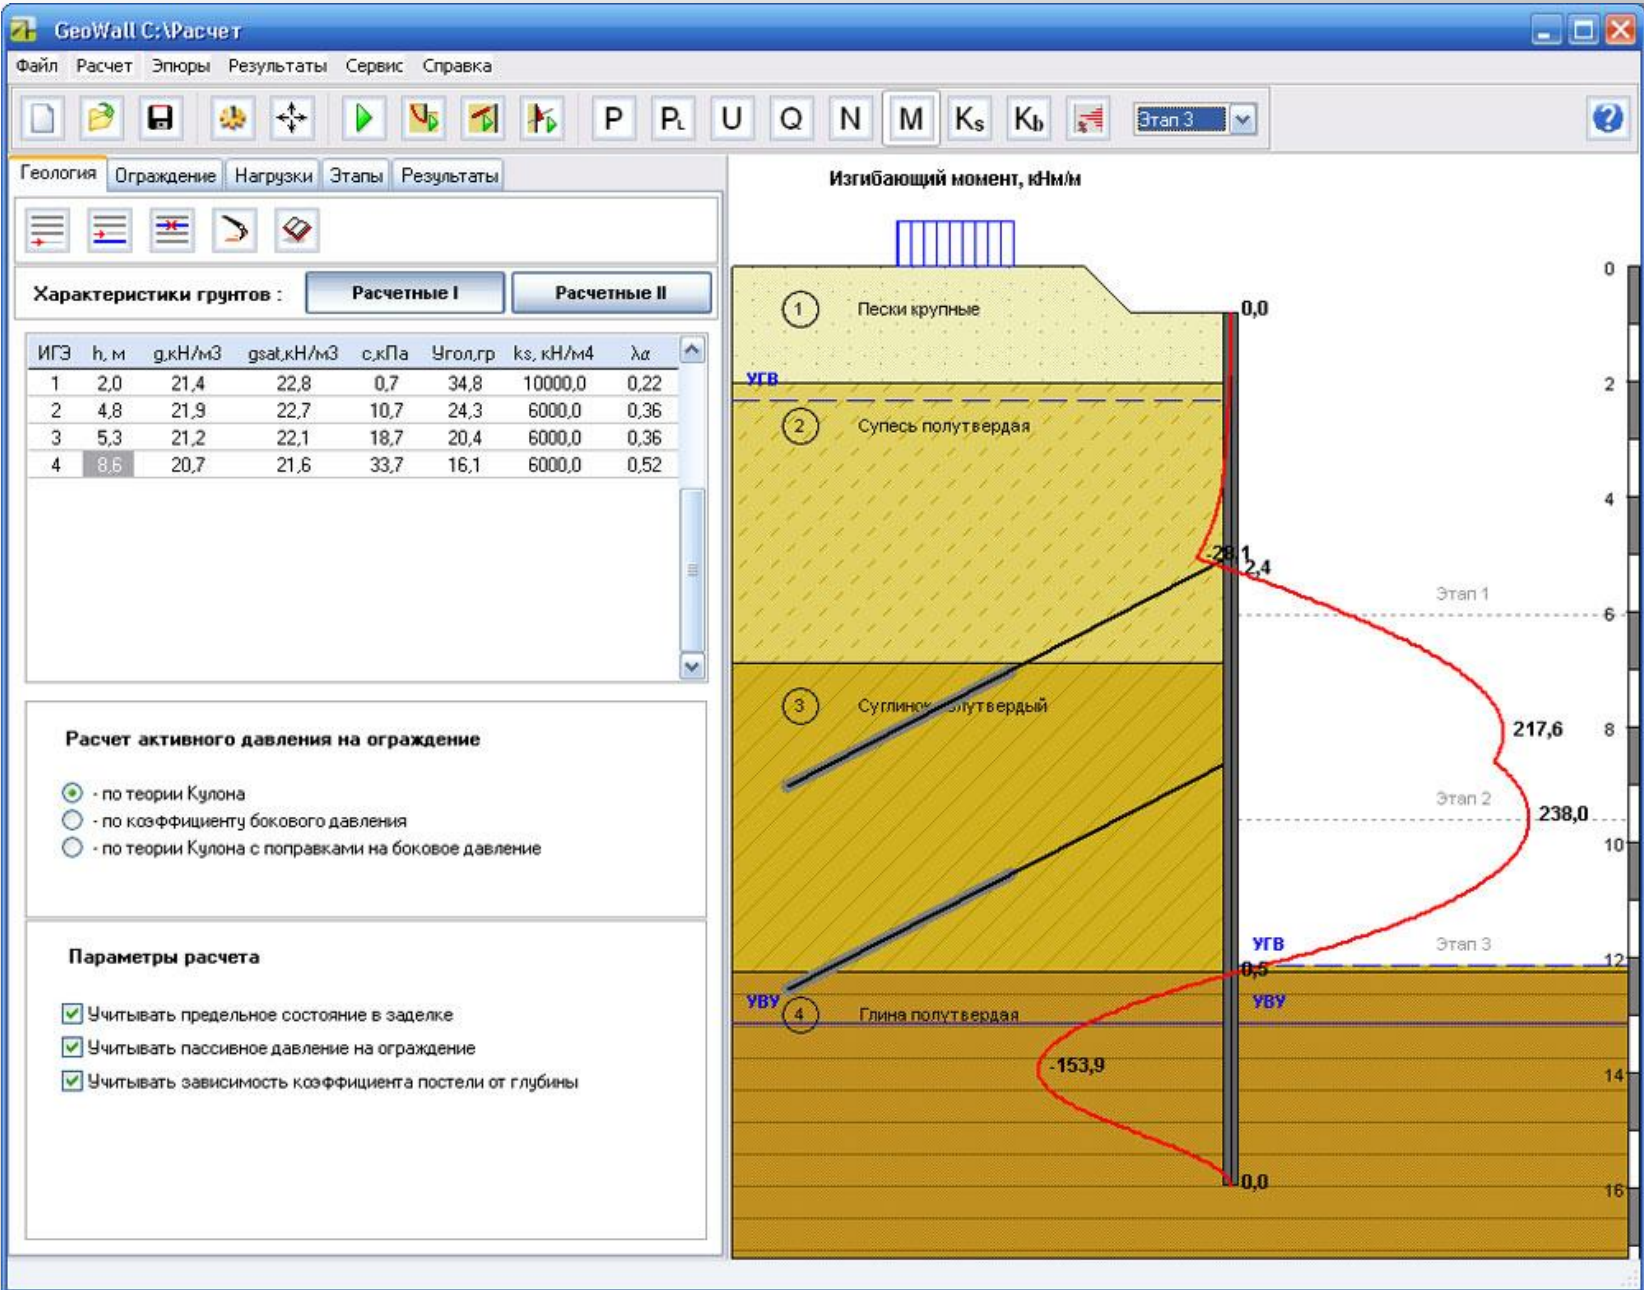 GeoWall C:\Расчет
Файл Расчет Эпюры Результаты Сервис Справка
P PL U Q N M Ks Kb Этап 3 ?
Геология Ограждение Нагрузки Этапы Результаты
Характеристики грунтов : Расчетные I Расчетные II
ИГЭ h, м g,кН/м3 gsat,кН/м3 c,кПа Угол,гр ks, кН/м4 λα
1 2,0 21,4 22,8 0,7 34,8 10000,0 0,22
2 4,8 21,9 22,7 10,7 24,3 6000,0 0,36
3 5,3 21,2 22,1 18,7 20,4 6000,0 0,36
4 8,6 20,7 21,6 33,7 16,1 6000,0 0,52
Расчет активного давления на ограждение
- по теории Кулона
- по коэффициенту бокового давления
- по теории Кулона с поправками на боковое давление
Параметры расчета
Учитывать предельное состояние в заделке
Учитывать пассивное давление на ограждение
Учитывать зависимость коэффициента постели от глубины
Изгибающий момент, кНм/м
0
1 Пески крупные 0,0
УГВ 2
2 Супесь полутвердая
4
-28,1
2,4
Этап 1
6
3 Суглинок полутвердый
217,6 8
Этап 2
238,0
10
УГВ Этап 3
12
0,5
УВУ УВУ
4 Глина полутвердая
-153,9
14
0,0
16